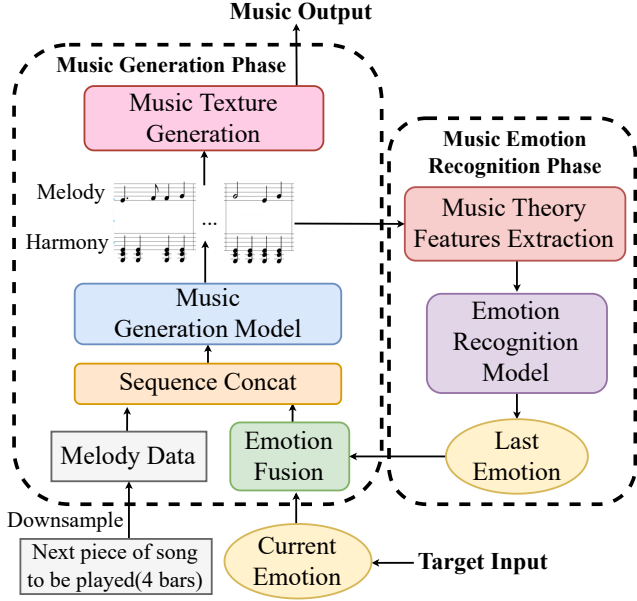 Music Output
Music Generation Phase
Music Texture
Generation
Melody
...
Harmony
Music
Generation Model
Sequence Concat
Melody Data
Emotion
Fusion
Downsample
Next piece of song
to be played(4 bars)
Current
Emotion
Target Input
Music Emotion
Recognition Phase
Music Theory
Features Extraction
Emotion
Recognition
Model
Last
Emotion